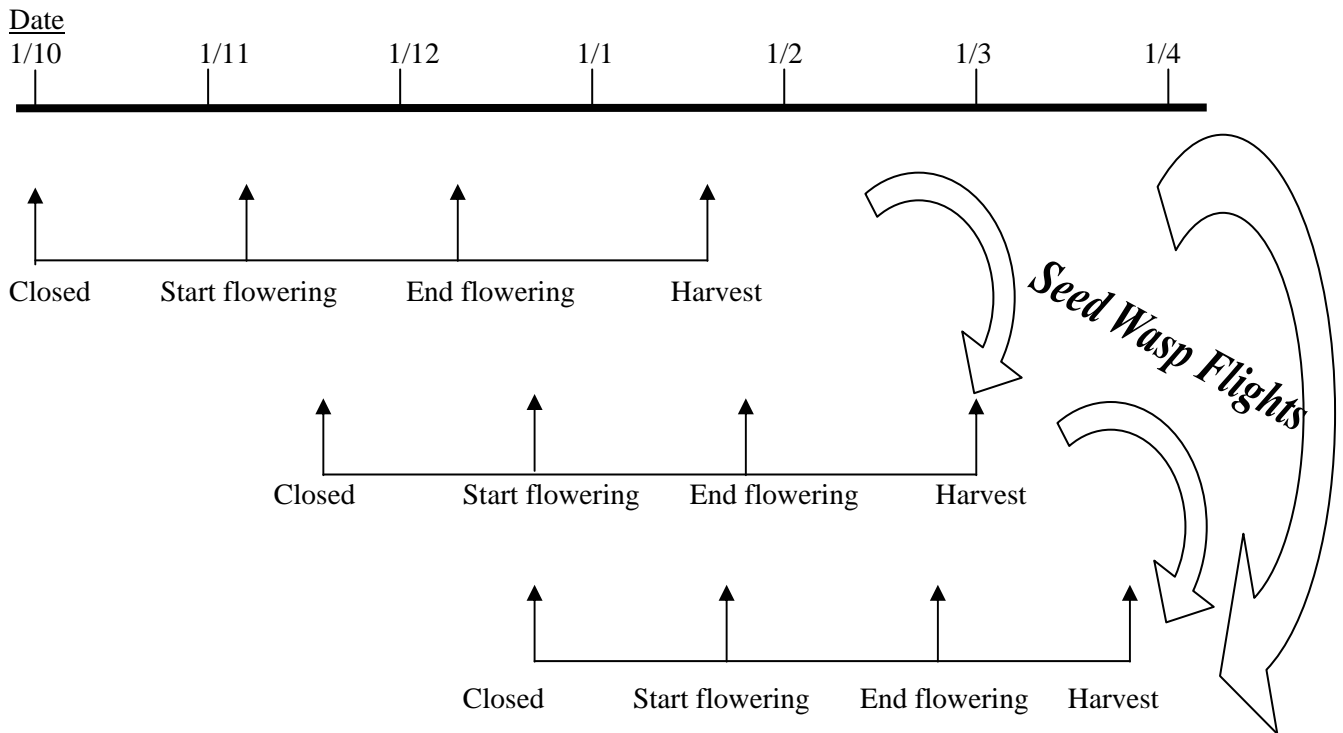 Date
1/10 1/11 1/12 1/1 1/2 1/3 1/4
Closed Start flowering End flowering Harvest
Seed Wasp Flights
Closed Start flowering End flowering Harvest
Closed Start flowering End flowering Harvest